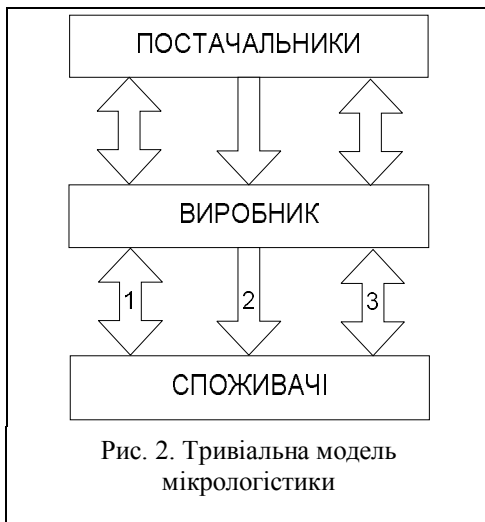 ПОСТАЧАЛЬНИКИ
ВИРОБНИК
1 2 3
СПОЖИВАЧІ
Рис. 2. Тривіальна модель
мікрологістики